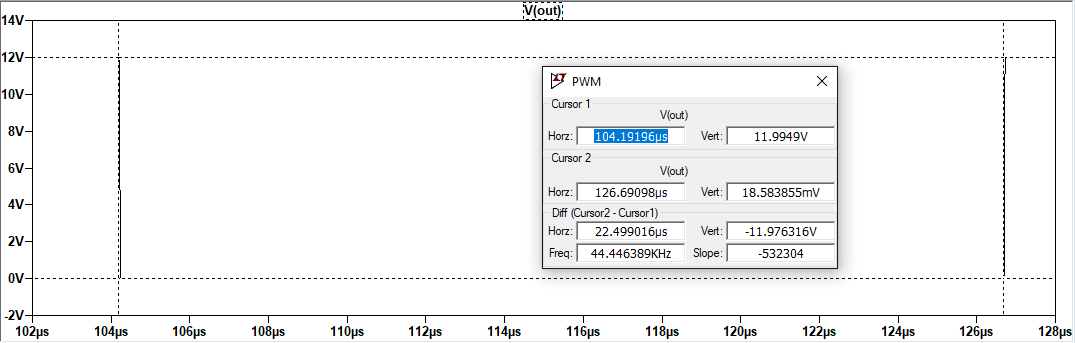 V(out)
14V
12V
10V
8V
6V
4V
2V
0V
-2V
102µs 104µs 106µs 108µs 110µs 112µs 114µs 116µs 118µs 120µs 122µs 124µs 126µs 128µs
PWM
Cursor 1
V(out)
Horz: 104.19196µs Vert: 11.9949V
Cursor 2
V(out)
Horz: 126.69098µs Vert: 18.583855mV
Diff (Cursor2 - Cursor1)
Horz: 22.499016µs Vert: -11.976316V
Freq: 44.446389KHz Slope: -532304